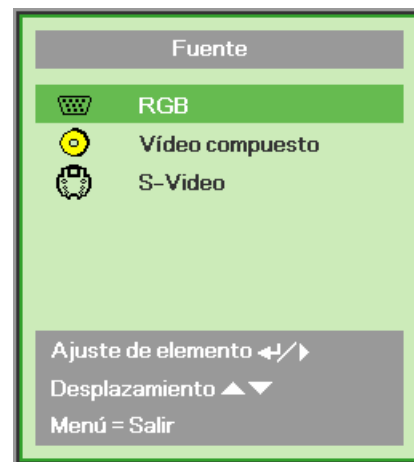 Fuente
RGB
Vídeo compuesto
S-Video
Ajuste de elemento
Desplazamiento
Menú = Salir